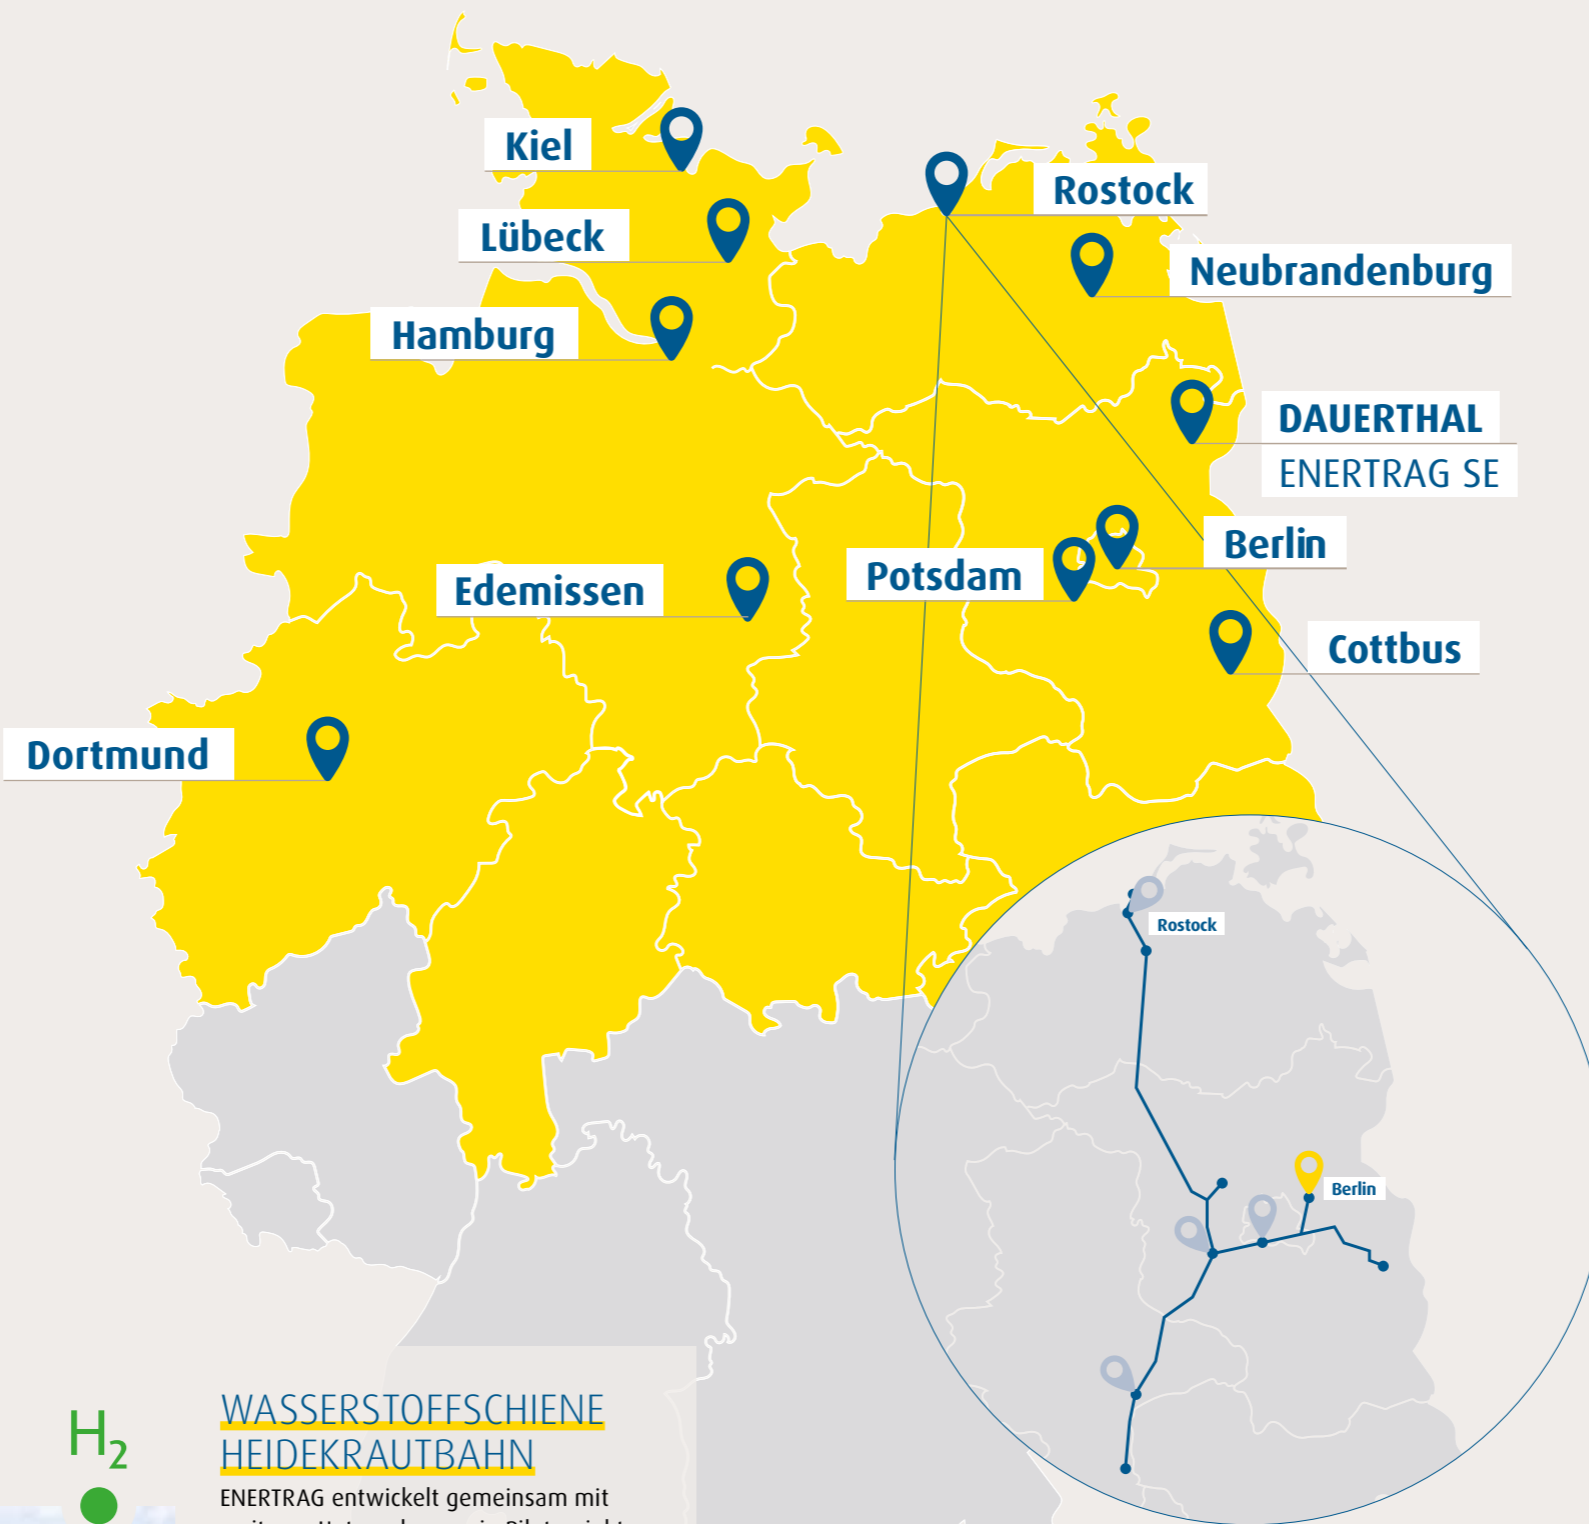 Kiel
Rostock
Lübeck
Neubrandenburg
Hamburg
DAUERTHAL
ENERTRAG SE
Berlin
Potsdam
Edemissen
Cottbus
Dortmund
Rostock
Berlin
H₂
WASSERSTOFFSCHIENE
HEIDEKRAUTBAHN
ENERTRAG entwickelt gemeinsam mit